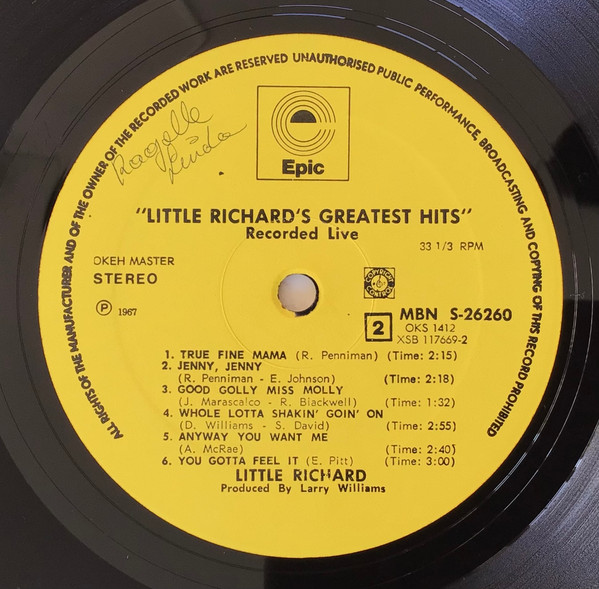 ALL RIGHTS OF THE MANUFACTURER AND OF THE OWNER OF THE RECORDED WORK ARE RESERVED UNAUTHORISED PUBLIC PERFORMANCE, BROADCASTING AND COPYING OF THIS RECORD PROHIBITED
Linda
Epic
"LITTLE RICHARD'S GREATEST HITS"
Recorded Live
33 1/3 RPM
OKEH MASTER
STEREO
COPYRIGHT CONTROL
Ⓟ 1967
2 MBN S-26260
OKS 1412
XSB 117669-2
1. TRUE FINE MAMA (R. Penniman) (Time: 2:15)
2. JENNY, JENNY
(R. Penniman - E. Johnson) (Time: 2:18)
3. GOOD GOLLY MISS MOLLY
(J. Marascalco - R. Blackwell) (Time: 1:32)
4. WHOLE LOTTA SHAKIN' GOIN' ON
(D. Williams - S. David) (Time: 2:55)
5. ANYWAY YOU WANT ME
(A. McRae) (Time: 2:40)
6. YOU GOTTA FEEL IT (E. Pitt) (Time: 3:00)
LITTLE RICHARD
Produced By Larry Williams